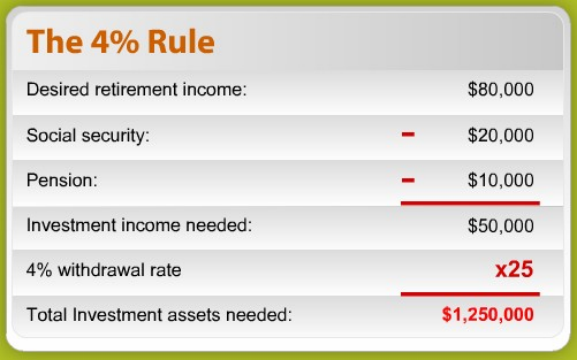 The 4% Rule
Desired retirement income: $80,000
Social security: - $20,000
Pension: - $10,000
Investment income needed: $50,000
4% withdrawal rate x25
Total Investment assets needed: $1,250,000